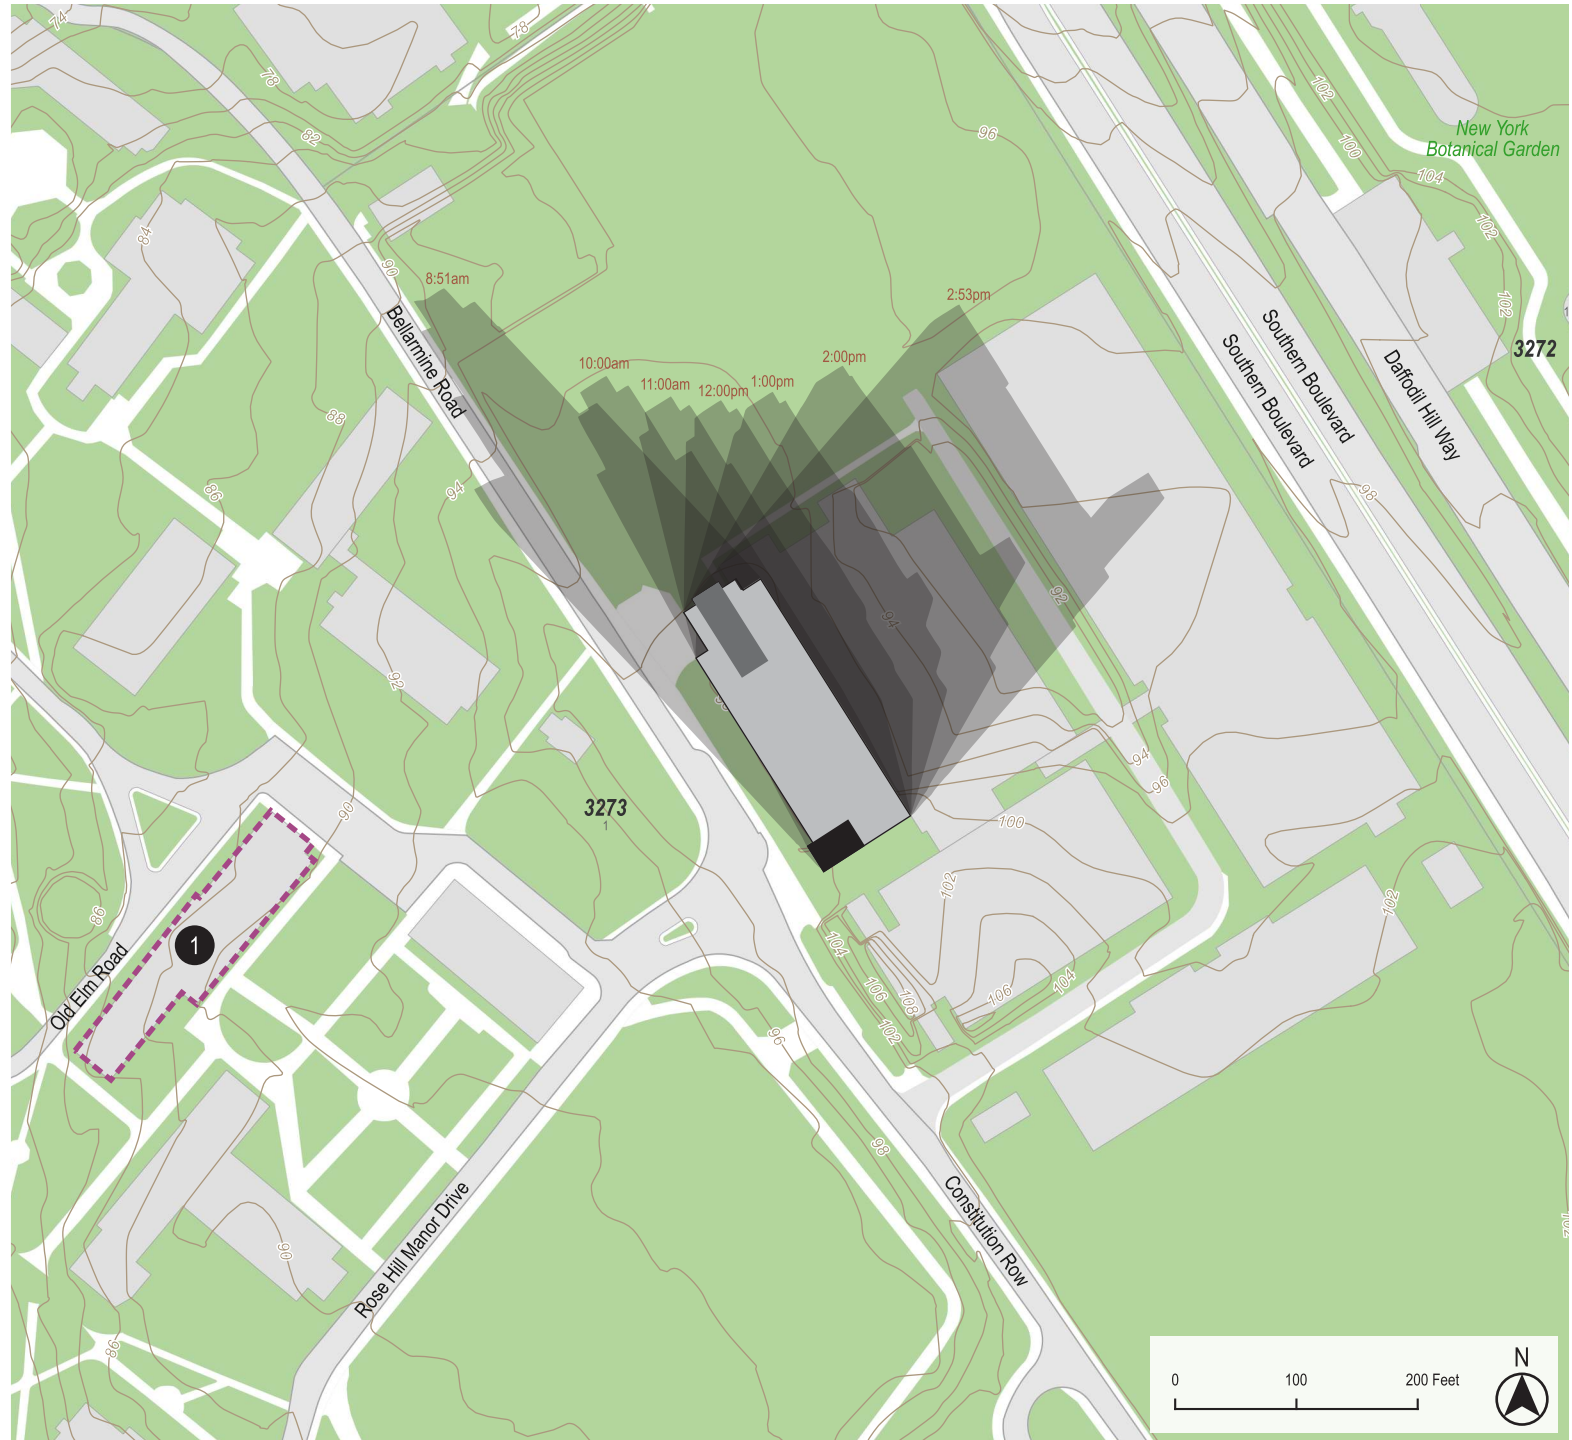 74
78
78
82
96
102
100
New York
Botanical Garden
104
84
102
90
8:51am
2:53pm
102
Bellarmine Road
Southern Boulevard
Southern Boulevard
3272
Daffodil Hill Way
10:00am
11:00am
12:00pm
1:00pm
2:00pm
88
86
94
98
92
94
92
94
96
90
3273
1
100
102
102
86
1
104
Old Elm Road
106
108
106
104
102
96
98
Constitution Row
Rose Hill Manor Drive
90
86
0
100
200 Feet
N